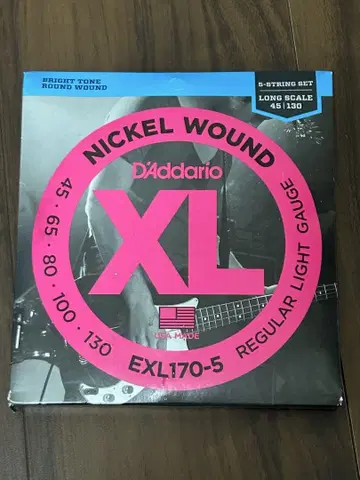 BRIGHT TONE
ROUND WOUND
5-STRING SET
LONG SCALE
45 | 130
NICKEL WOUND
D'Addario
XL
45 • 65 • 80 • 100 • 130
REGULAR LIGHT GAUGE
USA MADE
EXL170-5